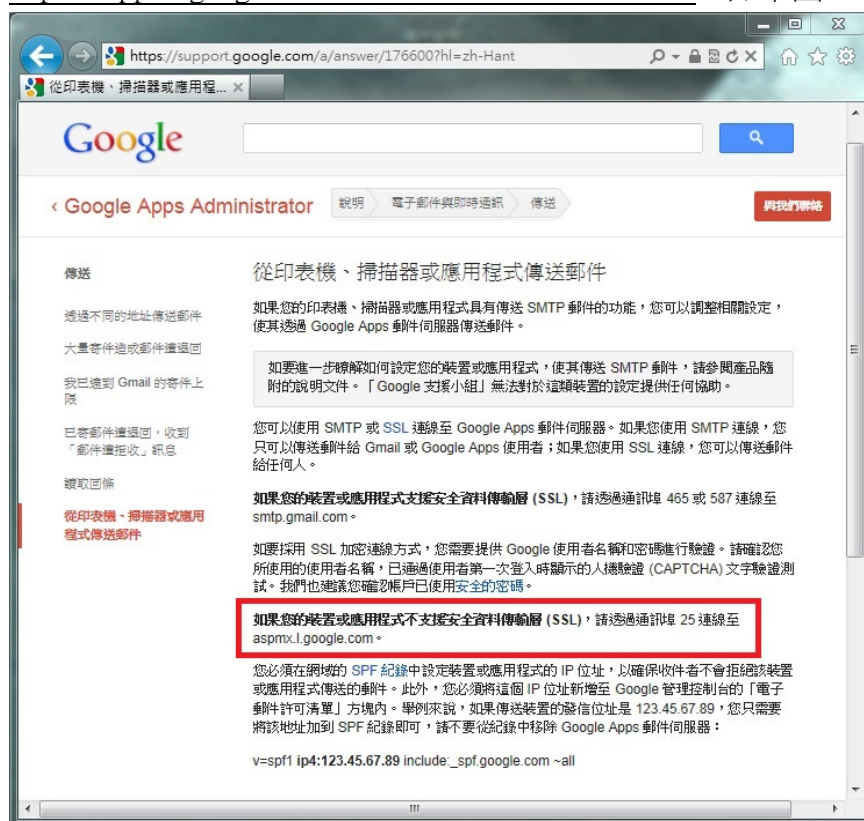 https://support.google.com/a/answer/176600?hl=zh-Hant
從印表機、掃描器或應用程...
Google
‹ Google Apps Administrator
說明
電子郵件與即時通訊
傳送
與我們聯絡
傳送
透過不同的地址傳送郵件
大量寄件造成郵件遭退回
我已達到 Gmail 的寄件上
限
已寄郵件遭退回，收到
「郵件遭拒收」訊息
讀取回條
從印表機、掃描器或應用
程式傳送郵件
從印表機、掃描器或應用程式傳送郵件
如果您的印表機、掃描器或應用程式具有傳送 SMTP 郵件的功能，您可以調整相關設定，
使其透過 Google Apps 郵件伺服器傳送郵件。
如要進一步瞭解如何設定您的裝置或應用程式，使其傳送 SMTP 郵件，請參閱產品隨
附的說明文件。「Google 支援小組」無法對於這類裝置的設定提供任何協助。
您可以使用 SMTP 或 SSL 連線至 Google Apps 郵件伺服器。如果您使用 SMTP 連線，您
只可以傳送郵件給 Gmail 或 Google Apps 使用者；如果您使用 SSL 連線，您可以傳送郵件
給任何人。
如果您的裝置或應用程式支援安全資料傳輸層 (SSL)，請透過通訊埠 465 或 587 連線至
smtp.gmail.com。
如要採用 SSL 加密連線方式，您需要提供 Google 使用者名稱和密碼進行驗證。請確認您
所使用的使用者名稱，已通過使用者第一次登入時顯示的人機驗證 (CAPTCHA) 文字驗證測
試。我們也建議您確認帳戶已使用安全的密碼。
如果您的裝置或應用程式不支援安全資料傳輸層 (SSL)，請透過通訊埠 25 連線至
aspmx.l.google.com。
您必須在網域的 SPF 紀錄中設定裝置或應用程式的 IP 位址，以確保收件者不會拒絕該裝置
或應用程式傳送的郵件。此外，您必須將這個 IP 位址新增至 Google 管理控制台的「電子
郵件許可清單」方塊內。舉例來說，如果傳送裝置的發信位址是 123.45.67.89，您只需要
將該地址加到 SPF 紀錄即可，請不要從紀錄中移除 Google Apps 郵件伺服器：
v=spf1 ip4:123.45.67.89 include:_spf.google.com ~all